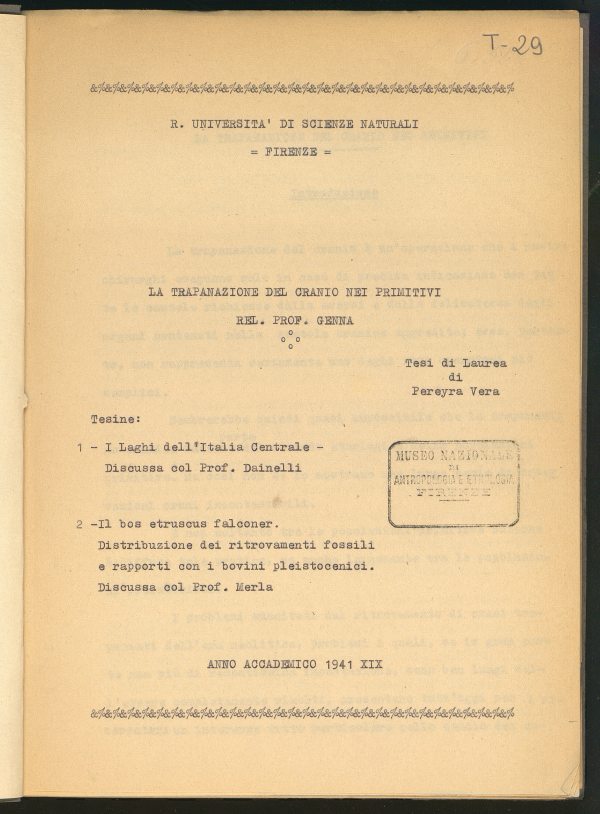 T-29
&%&%&%&%&%&%&%&%&%&%&%&%&%&%&%&%&%&%&%&%&%&%&%&%&%&%&%&%&%&%
R. UNIVERSITA' DI SCIENZE NATURALI
= FIRENZE =
LA TRAPANAZIONE DEL CRANIO NEI PRIMITIVI
REL. PROF. GENNA
Tesi di Laurea
di
Pereyra Vera
Tesine:
1 - I Laghi dell'Italia Centrale -
Discussa col Prof. Dainelli
MUSEO NAZIONALE
DI
ANTROPOLOGIA E ETNOLOGIA
FIRENZE
2 -Il bos etruscus falconer.
Distribuzione dei ritrovamenti fossili
e rapporti con i bovini pleistocenici.
Discussa col Prof. Merla
ANNO ACCADEMICO 1941 XIX
&%&%&%&%&%&%&%&%&%&%&%&%&%&%&%&%&%&%&%&%&%&%&%&%&%&%&%&%&%&%